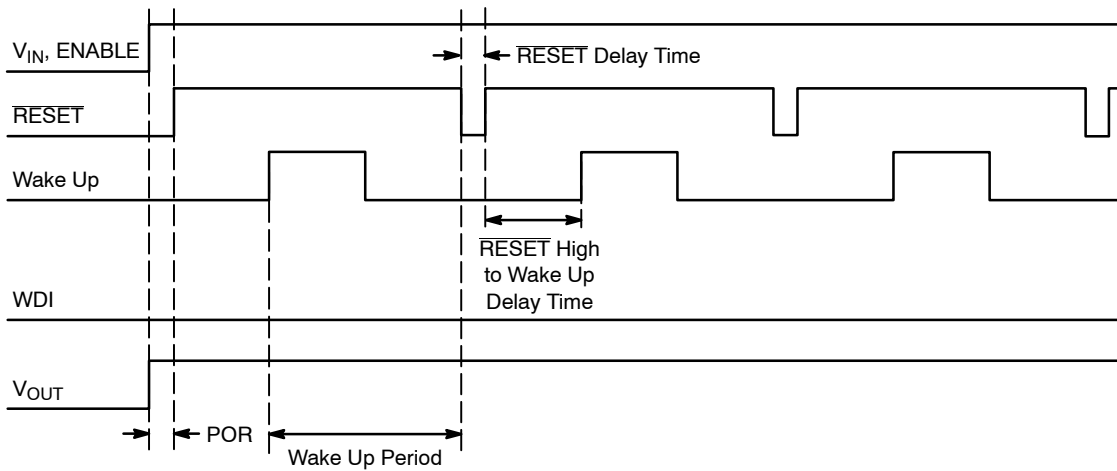 V_IN, ENABLE
RESET Delay Time
RESET
Wake Up
RESET High
to Wake Up
Delay Time
WDI
V_OUT
POR
Wake Up Period